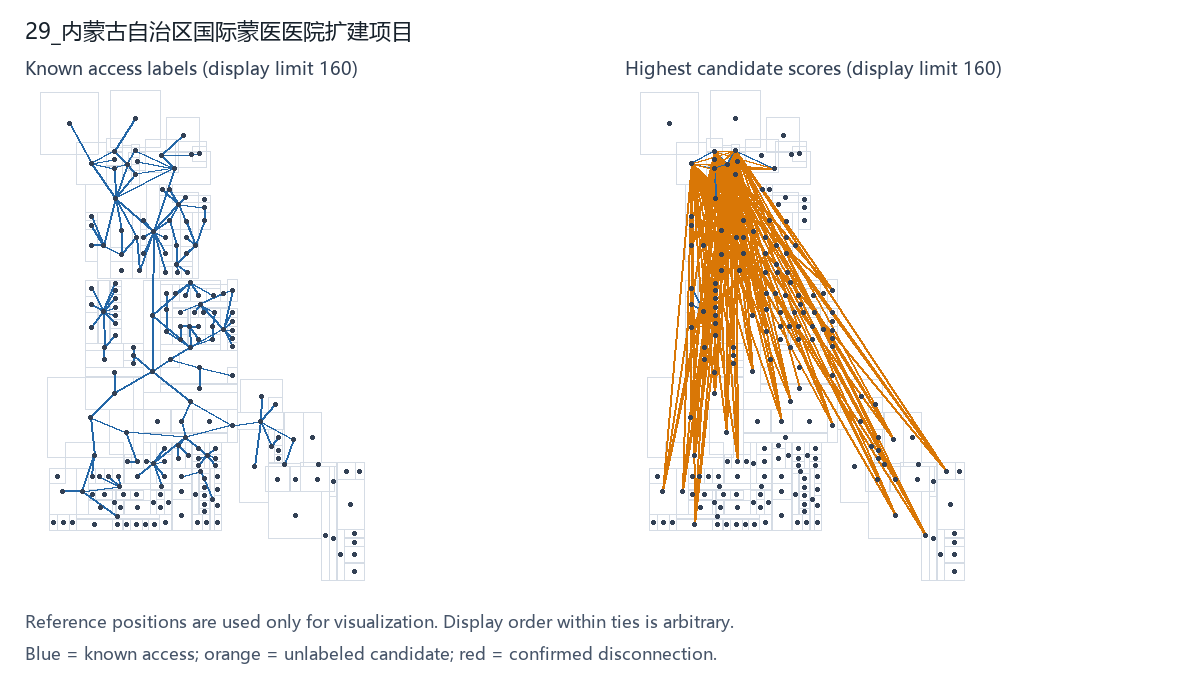 29_内蒙古自治区国际蒙医医院扩建项目
Known access labels (display limit 160)
Highest candidate scores (display limit 160)
Reference positions are used only for visualization. Display order within ties is arbitrary.
Blue = known access; orange = unlabeled candidate; red = confirmed disconnection.